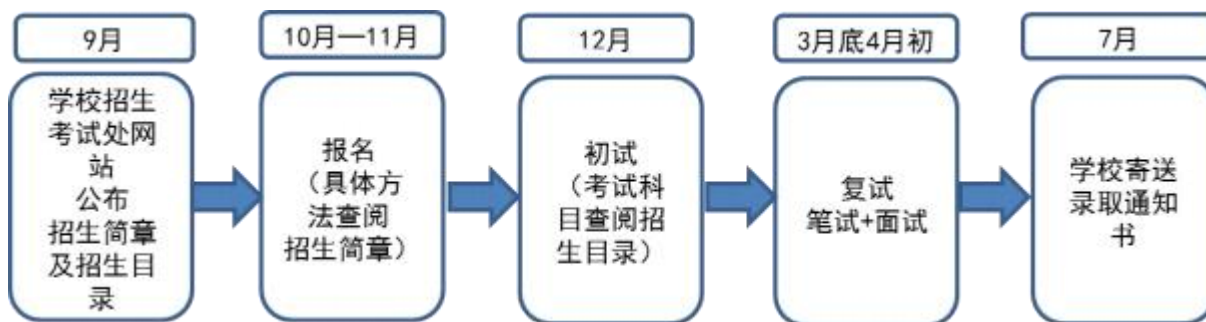 9月
学校招生
考试处网
站
公布
招生简章
及招生目
录
10月—11月
报名
（具体方
法查阅
招生简章）
12月
初试
（考试科
目查阅招
生目录）
3月底4月初
复试
笔试+面试
7月
学校寄送
录取通知
书